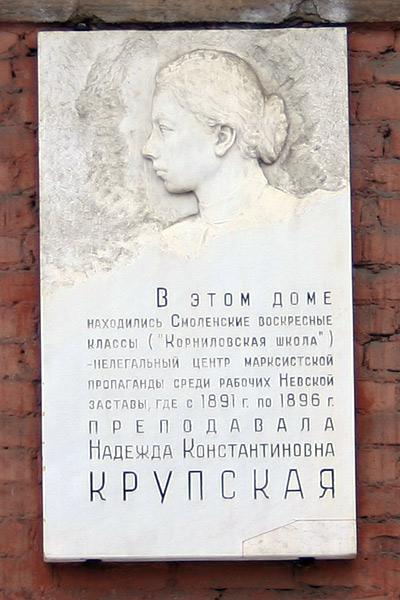 В этом доме
находились Смоленские воскресные
классы ("Корниловская школа")
-нелегальный центр марксистской
пропаганды среди рабочих Невской
заставы, где с 1891 г. по 1896 г.
преподавала
Надежда Константиновна
Крупская